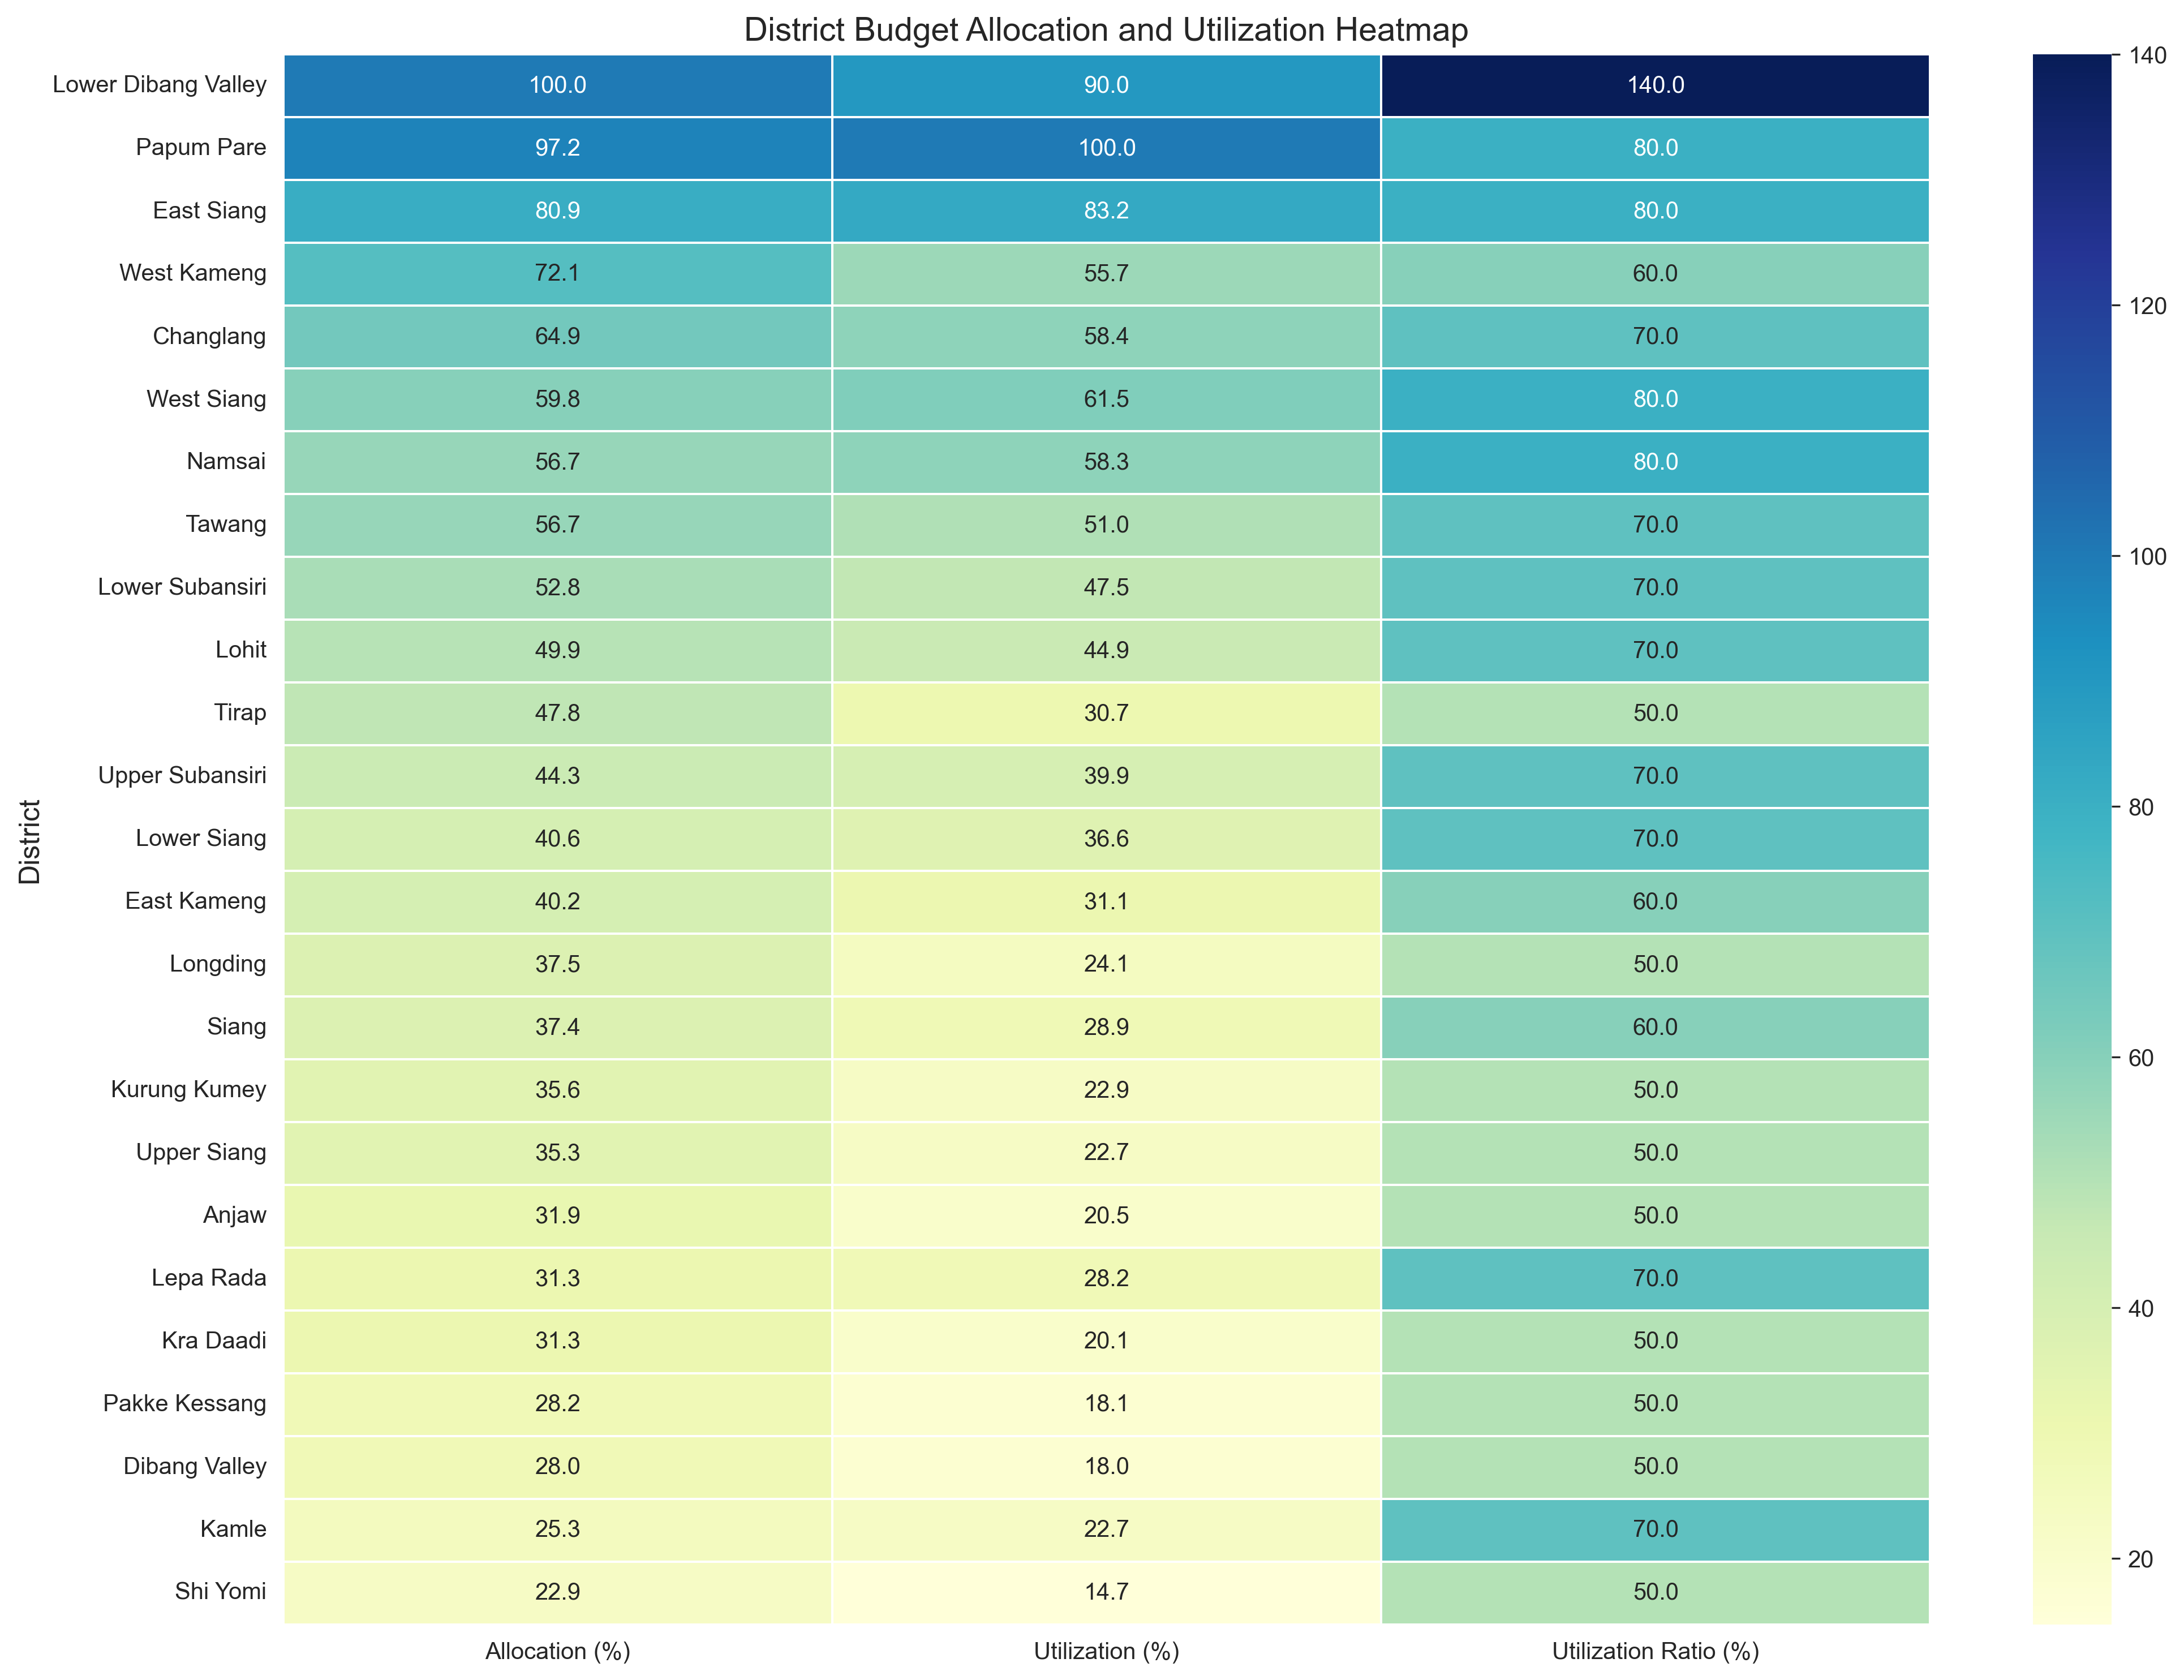 District Budget Allocation and Utilization Heatmap
District
Lower Dibang Valley 100.0 90.0 140.0
Papum Pare 97.2 100.0 80.0
East Siang 80.9 83.2 80.0
West Kameng 72.1 55.7 60.0
Changlang 64.9 58.4 70.0
West Siang 59.8 61.5 80.0
Namsai 56.7 58.3 80.0
Tawang 56.7 51.0 70.0
Lower Subansiri 52.8 47.5 70.0
Lohit 49.9 44.9 70.0
Tirap 47.8 30.7 50.0
Upper Subansiri 44.3 39.9 70.0
Lower Siang 40.6 36.6 70.0
East Kameng 40.2 31.1 60.0
Longding 37.5 24.1 50.0
Siang 37.4 28.9 60.0
Kurung Kumey 35.6 22.9 50.0
Upper Siang 35.3 22.7 50.0
Anjaw 31.9 20.5 50.0
Lepa Rada 31.3 28.2 70.0
Kra Daadi 31.3 20.1 50.0
Pakke Kessang 28.2 18.1 50.0
Dibang Valley 28.0 18.0 50.0
Kamle 25.3 22.7 70.0
Shi Yomi 22.9 14.7 50.0
Allocation (%) Utilization (%) Utilization Ratio (%)
140
120
100
80
60
40
20